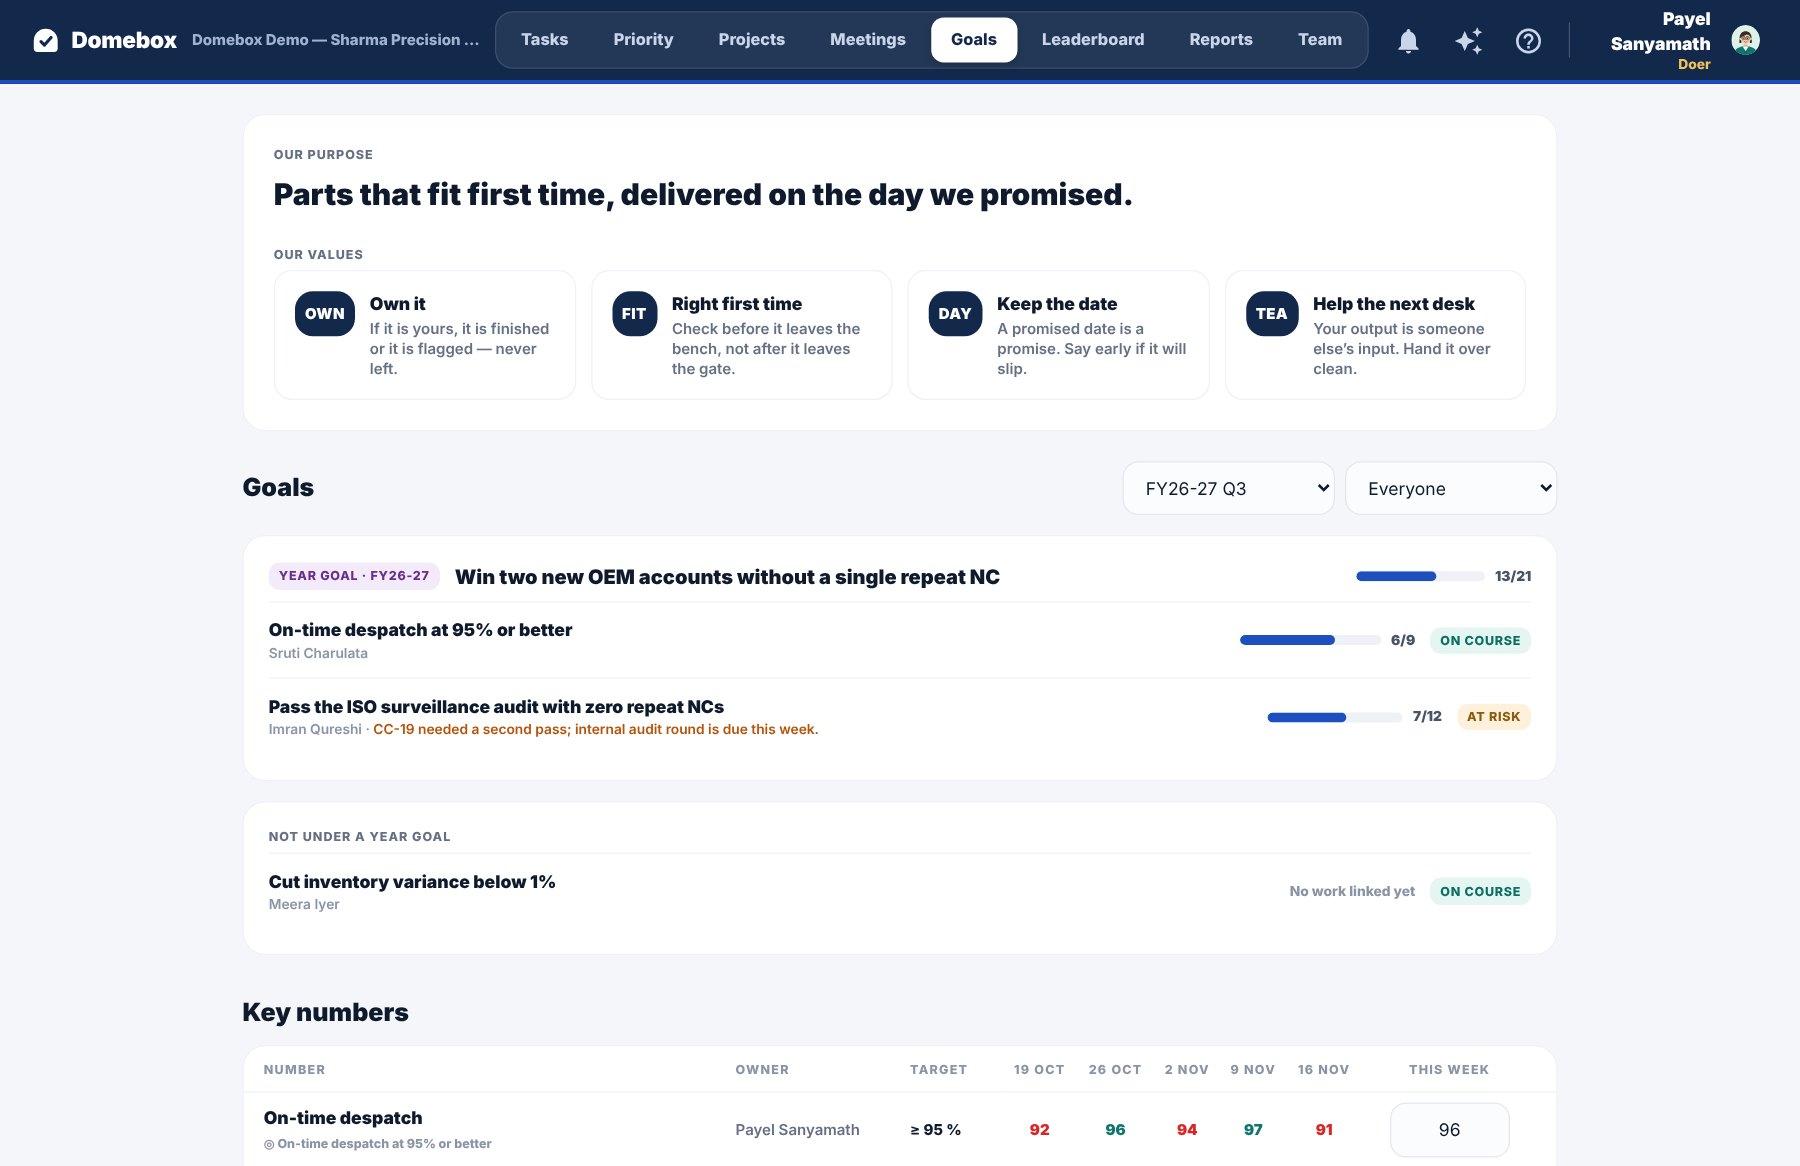 Domebox
Domebox Demo — Sharma Precision ...
Tasks
Priority
Projects
Meetings
Goals
Leaderboard
Reports
Team
Payel
Sanyamath
Doer
OUR PURPOSE
Parts that fit first time, delivered on the day we promised.
OUR VALUES
OWN
Own it
If it is yours, it is finished
or it is flagged — never
left.
FIT
Right first time
Check before it leaves the
bench, not after it leaves
the gate.
DAY
Keep the date
A promised date is a
promise. Say early if it will
slip.
TEA
Help the next desk
Your output is someone
else's input. Hand it over
clean.
Goals
FY26-27 Q3
Everyone
YEAR GOAL · FY26-27
Win two new OEM accounts without a single repeat NC
13/21
On-time despatch at 95% or better
Sruti Charulata
6/9
ON COURSE
Pass the ISO surveillance audit with zero repeat NCs
Imran Qureshi · CC-19 needed a second pass; internal audit round is due this week.
7/12
AT RISK
NOT UNDER A YEAR GOAL
Cut inventory variance below 1%
Meera Iyer
No work linked yet
ON COURSE
Key numbers
NUMBER OWNER TARGET 19 OCT 26 OCT 2 NOV 9 NOV 16 NOV THIS WEEK
On-time despatch
◎ On-time despatch at 95% or better
Payel Sanyamath ≥ 95 % 92 96 94 97 91 96